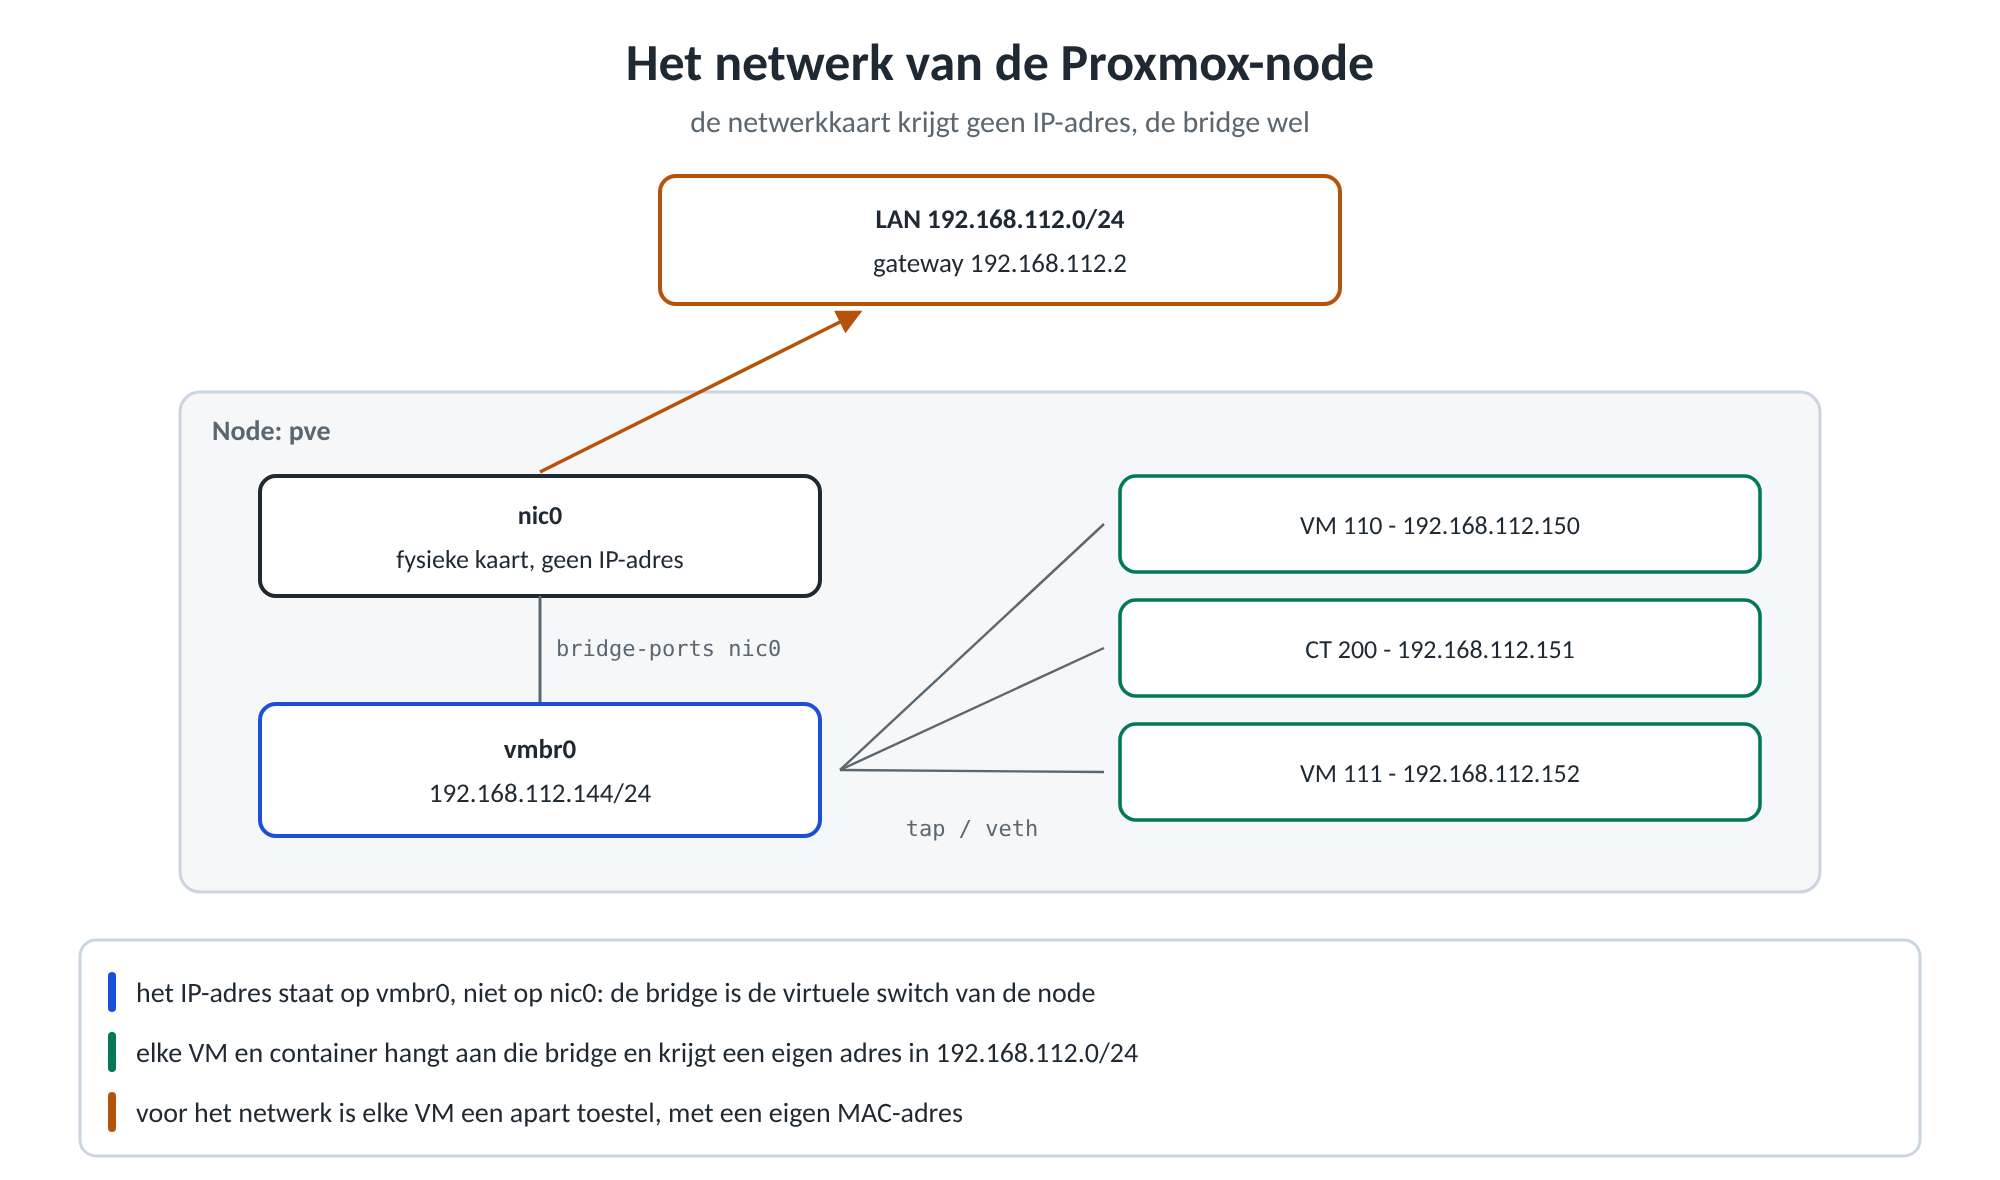 Het netwerk van de Proxmox-node
de netwerkkaart krijgt geen IP-adres, de bridge wel
LAN 192.168.112.0/24
gateway 192.168.112.2
Node: pve
nic0
fysieke kaart, geen IP-adres
bridge-ports nic0
vmbr0
192.168.112.144/24
VM 110 - 192.168.112.150
CT 200 - 192.168.112.151
VM 111 - 192.168.112.152
tap / veth
het IP-adres staat op vmbr0, niet op nic0: de bridge is de virtuele switch van de node
elke VM en container hangt aan die bridge en krijgt een eigen adres in 192.168.112.0/24
voor het netwerk is elke VM een apart toestel, met een eigen MAC-adres